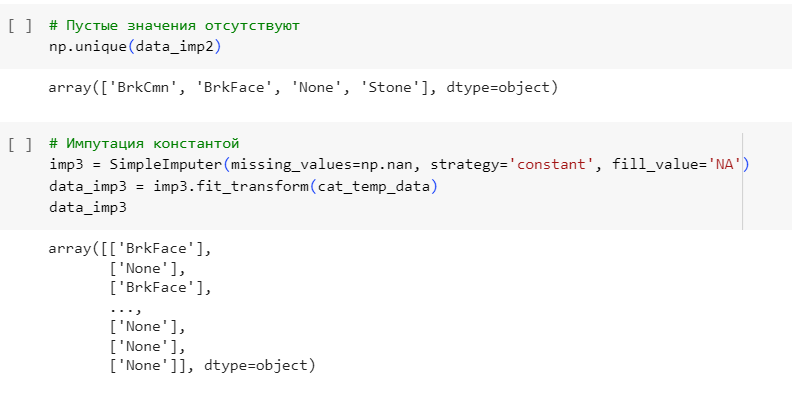 [ ] # Пустые значения отсутствуют
np.unique(data_imp2)
array(['BrkCmn', 'BrkFace', 'None', 'Stone'], dtype=object)
[ ] # Импутация константой
imp3 = SimpleImputer(missing_values=np.nan, strategy='constant', fill_value='NA')
data_imp3 = imp3.fit_transform(cat_temp_data)
data_imp3
array([['BrkFace'],
['None'],
['BrkFace'],
...,
['None'],
['None'],
['None']], dtype=object)